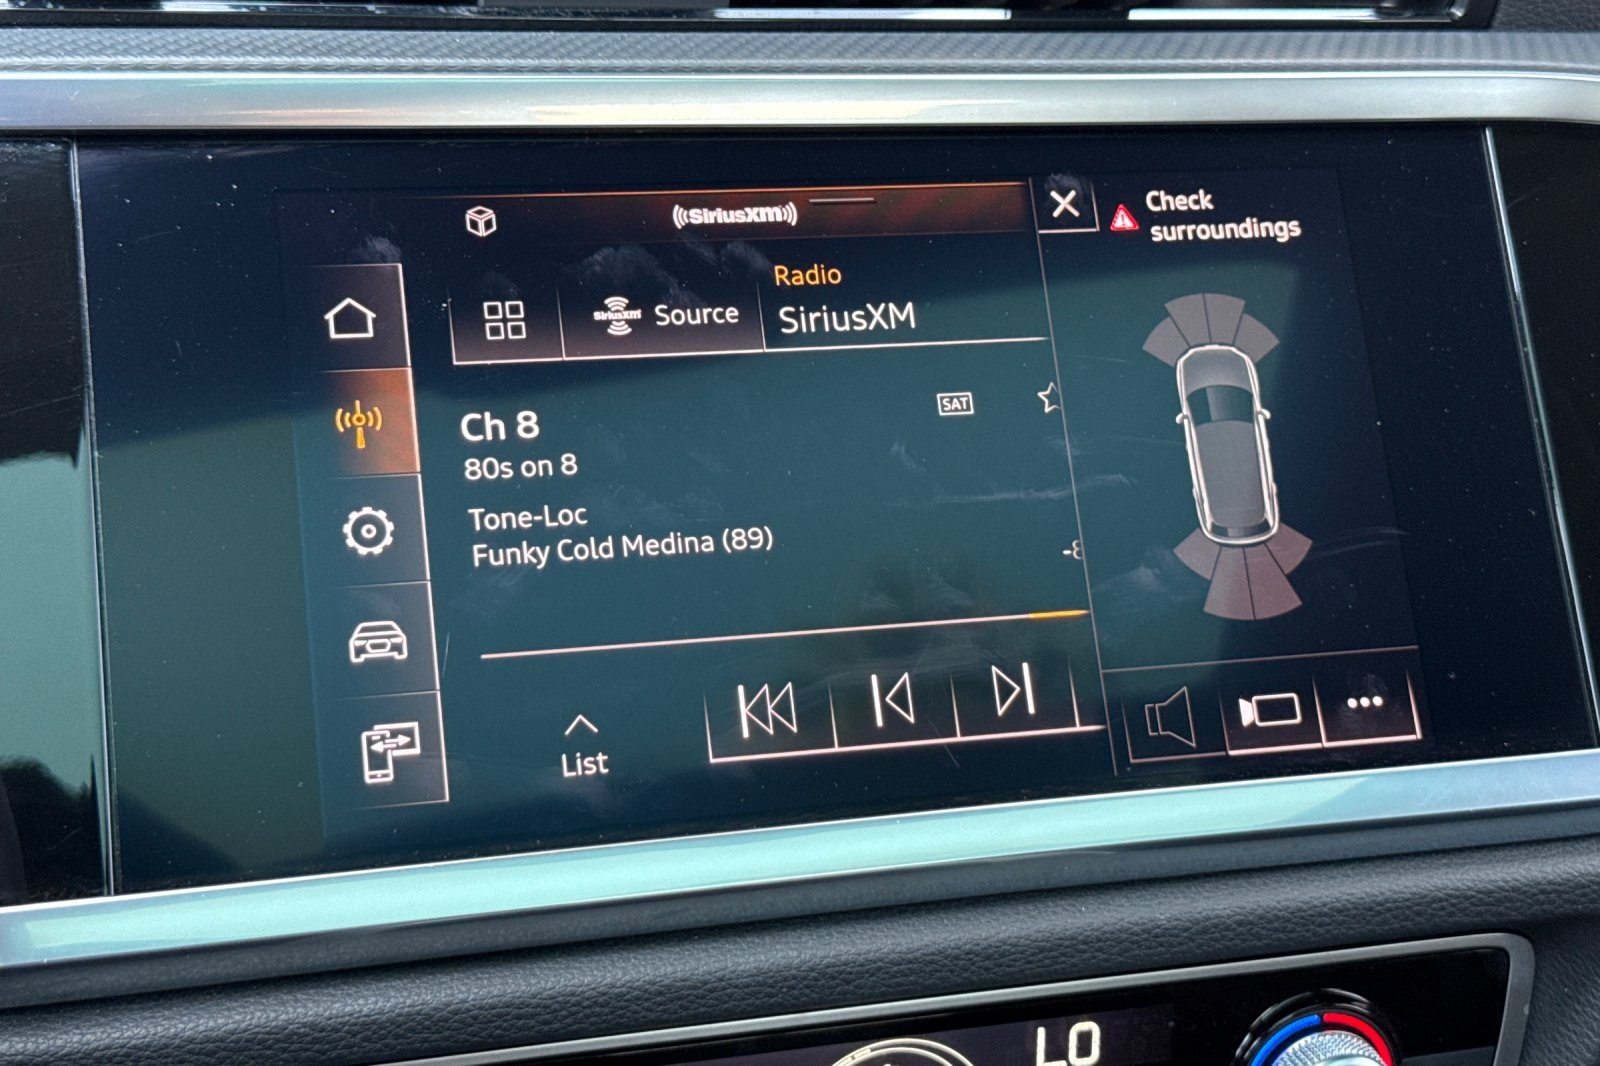 ((SiriusXM))
Check
surroundings
Radio
SiriusXM
Source
SiriusXM
SAT
Ch 8
80s on 8
Tone-Loc
Funky Cold Medina (89)
List
LO